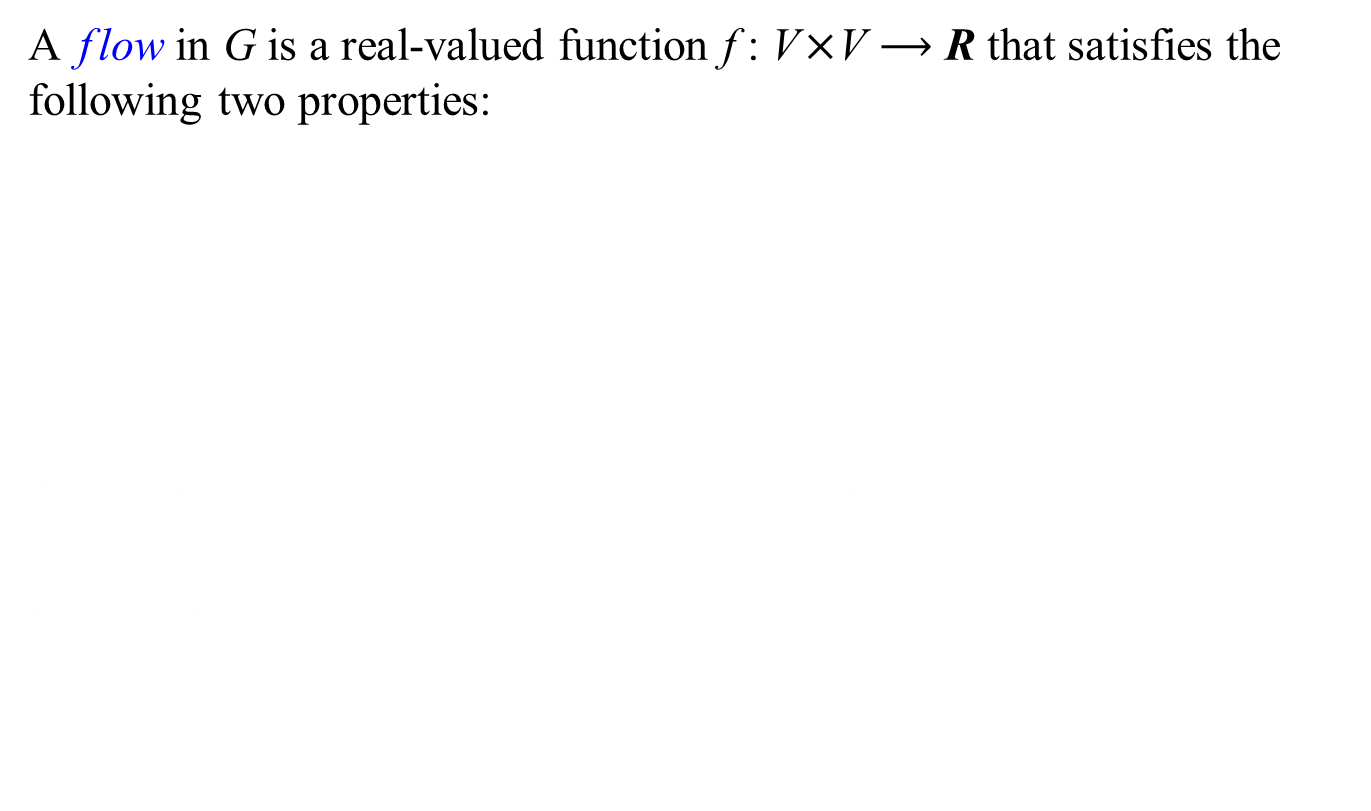 A flow in G is a real-valued function f : V×V ⟶ R that satisfies the
following two properties: